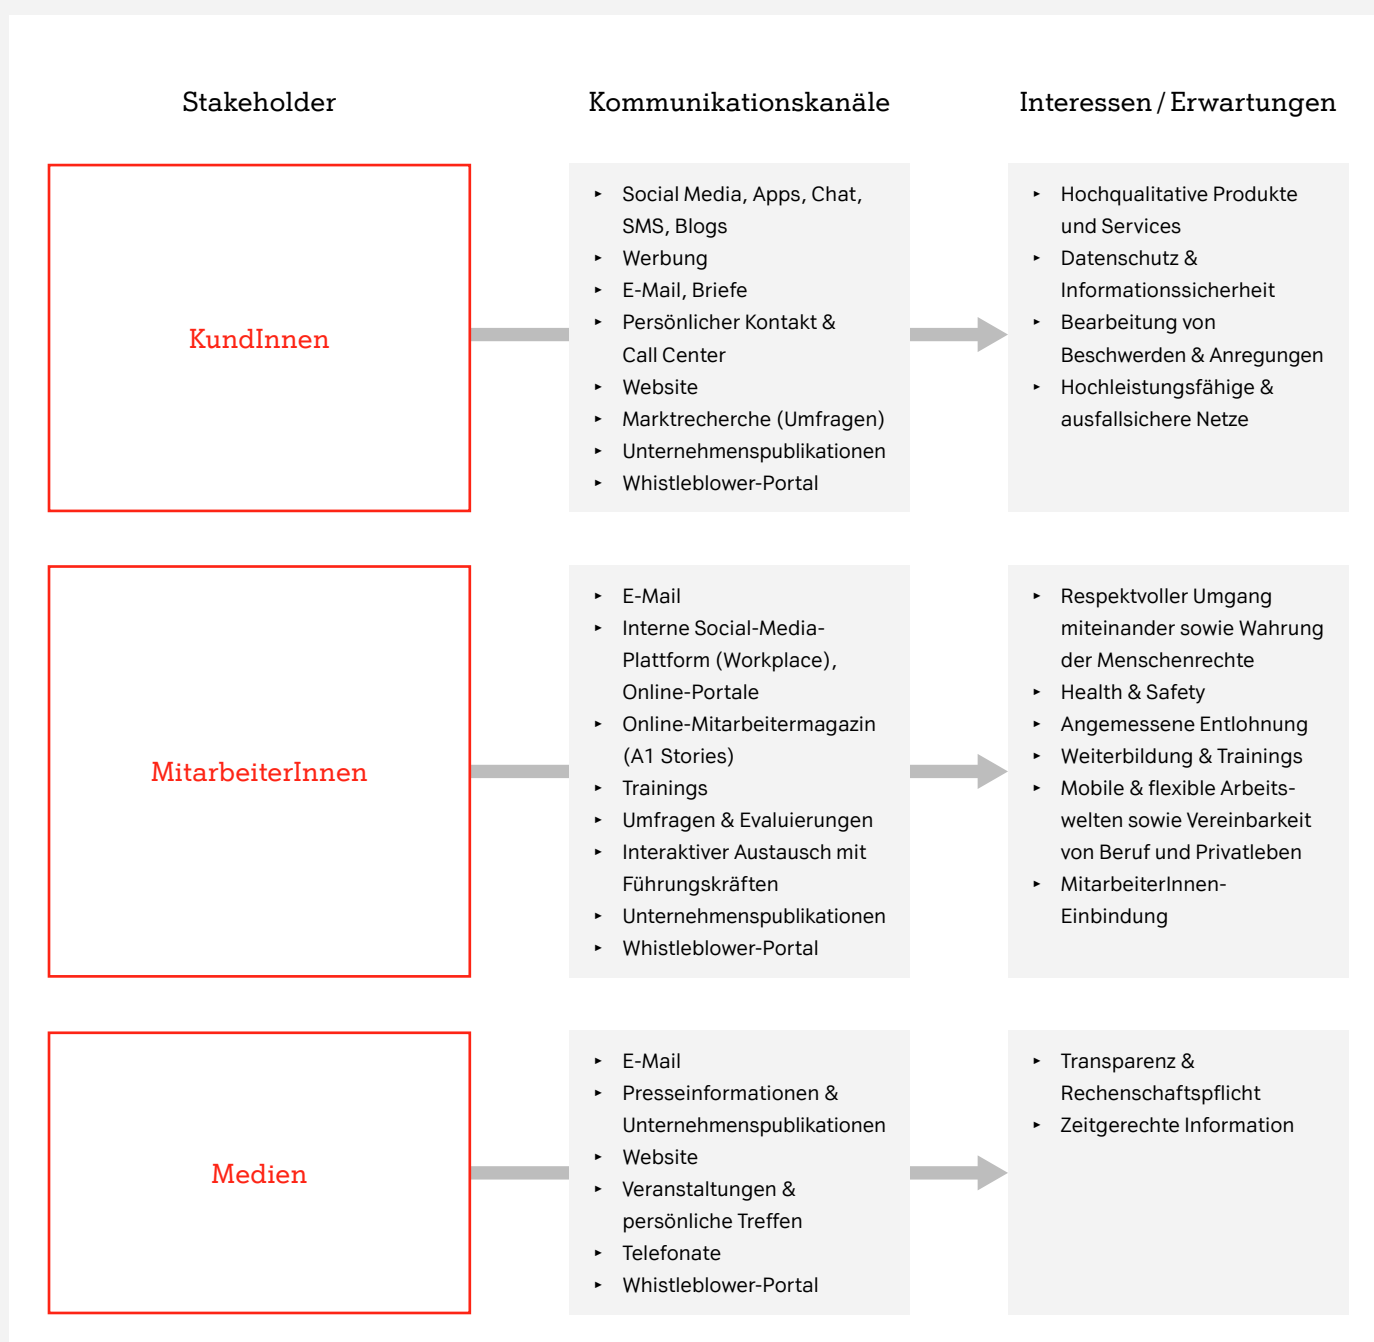 Stakeholder
Kommunikationskanäle
Interessen / Erwartungen
KundInnen
‣ Social Media, Apps, Chat,
SMS, Blogs
‣ Werbung
‣ E-Mail, Briefe
‣ Persönlicher Kontakt &
Call Center
‣ Website
‣ Marktrecherche (Umfragen)
‣ Unternehmenspublikationen
‣ Whistleblower-Portal
‣ Hochqualitative Produkte
und Services
‣ Datenschutz &
Informationssicherheit
‣ Bearbeitung von
Beschwerden & Anregungen
‣ Hochleistungsfähige &
ausfallsichere Netze
MitarbeiterInnen
‣ E-Mail
‣ Interne Social-Media-
Plattform (Workplace),
Online-Portale
‣ Online-Mitarbeitermagazin
(A1 Stories)
‣ Trainings
‣ Umfragen & Evaluierungen
‣ Interaktiver Austausch mit
Führungskräften
‣ Unternehmenspublikationen
‣ Whistleblower-Portal
‣ Respektvoller Umgang
miteinander sowie Wahrung
der Menschenrechte
‣ Health & Safety
‣ Angemessene Entlohnung
‣ Weiterbildung & Trainings
‣ Mobile & flexible Arbeits-
welten sowie Vereinbarkeit
von Beruf und Privatleben
‣ MitarbeiterInnen-
Einbindung
Medien
‣ E-Mail
‣ Presseinformationen &
Unternehmenspublikationen
‣ Website
‣ Veranstaltungen &
persönliche Treffen
‣ Telefonate
‣ Whistleblower-Portal
‣ Transparenz &
Rechenschaftspflicht
‣ Zeitgerechte Information